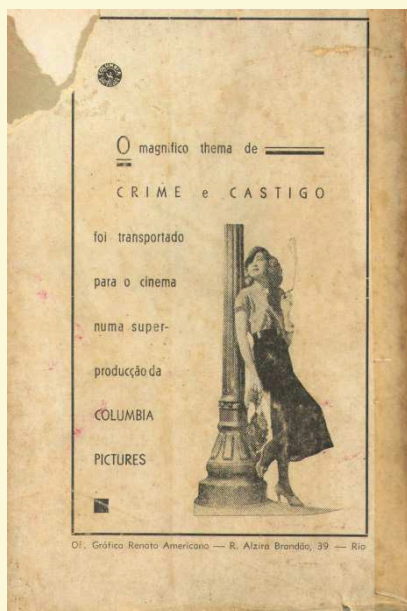 O magnifico thema de
CRIME e CASTIGO
foi transportado
para o cinema
numa super-
producção da
COLUMBIA
PICTURES
Of. Gráfica Renato Americano — R. Alzira Brandão, 39 — Rio